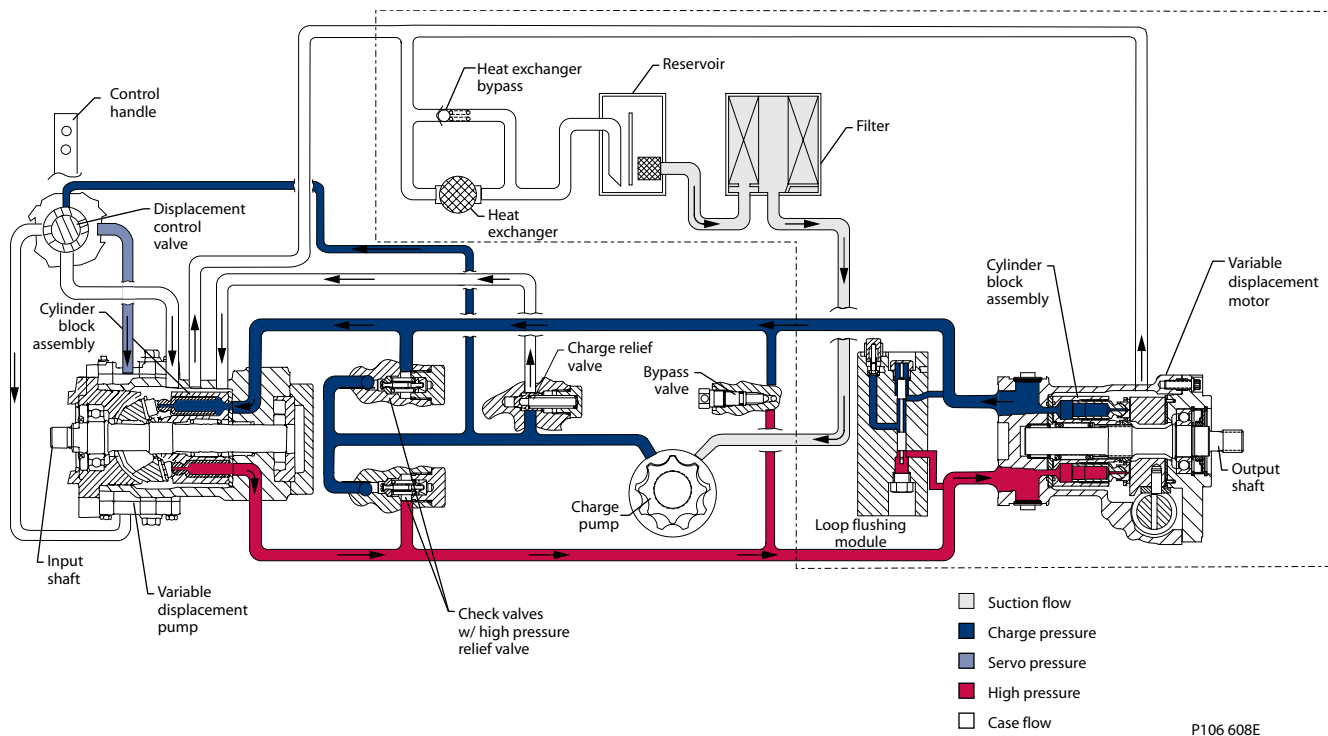 Control
handle
Heat exchanger
bypass
Reservoir
Filter
Displacement
control
valve
Heat
exchanger
Cylinder
block
assembly
Cylinder
block
assembly
Variable
displacement
motor
Charge relief
valve
Bypass
valve
Charge
pump
Loop flushing
module
Output
shaft
Input
shaft
Variable
displacement
pump
Check valves
w/ high pressure
relief valve
Suction flow
Charge pressure
Servo pressure
High pressure
Case flow
P106 608E